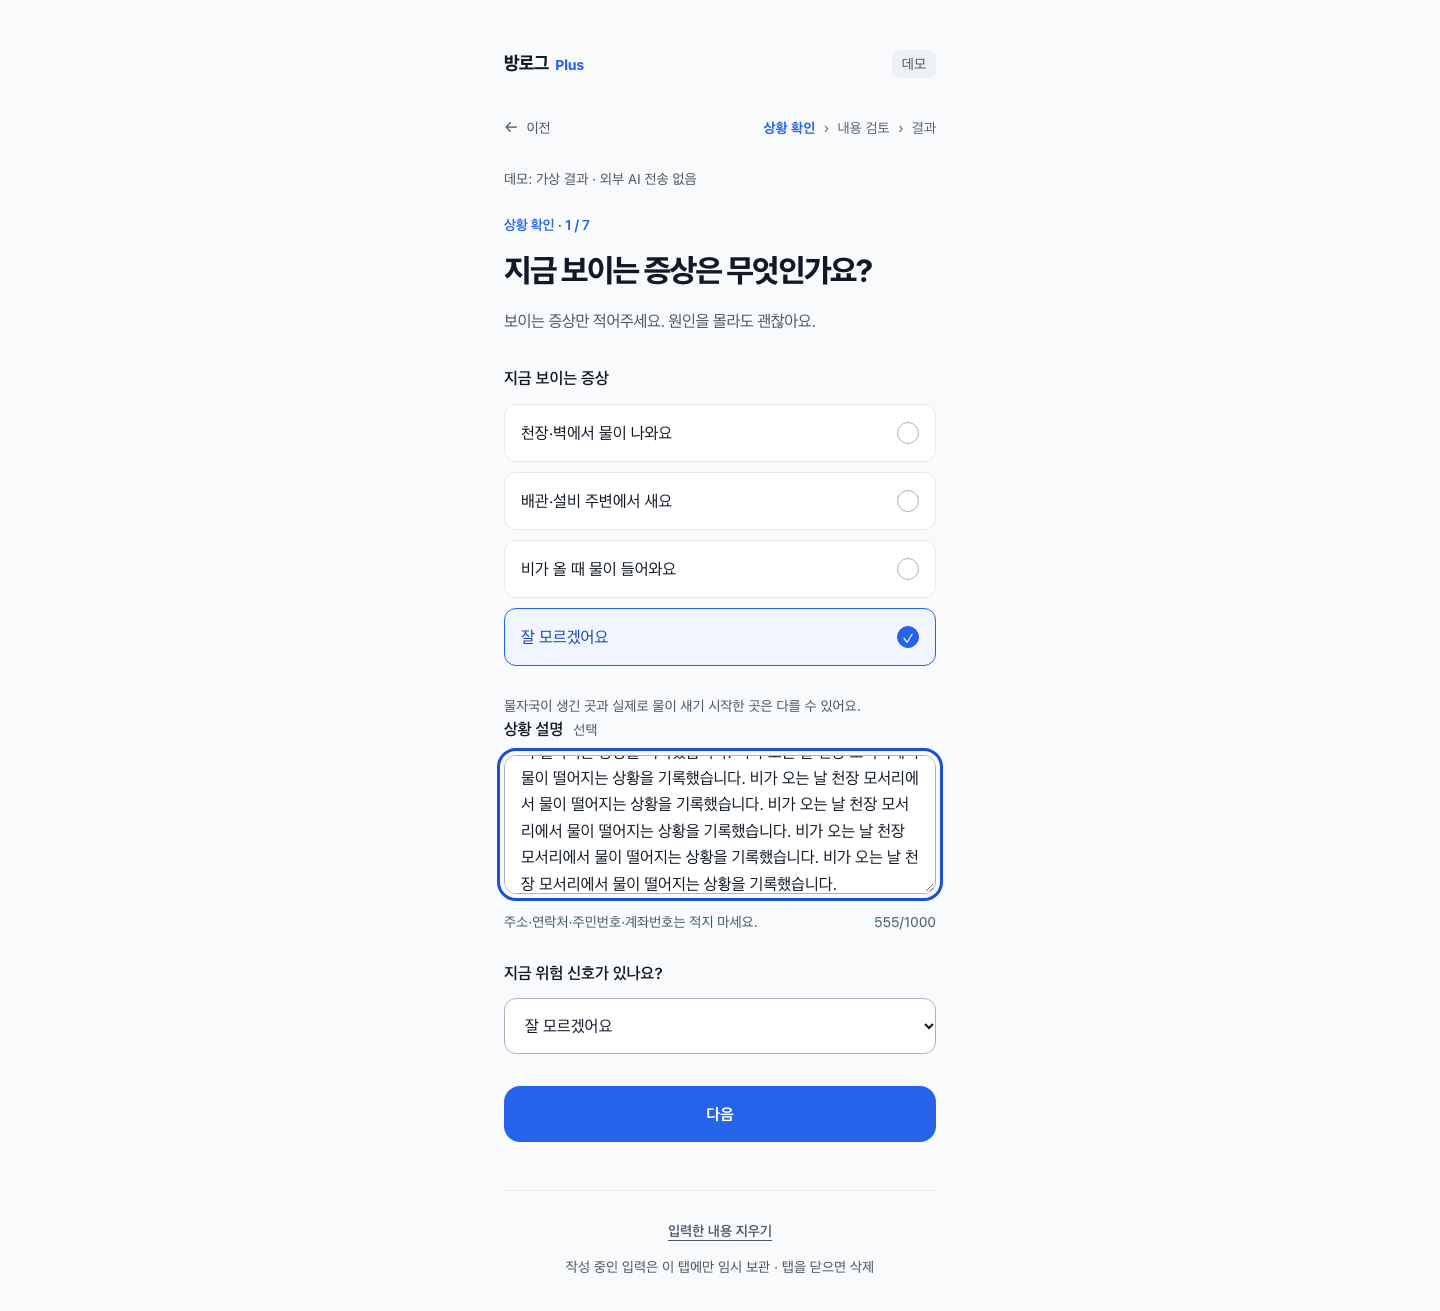 방로그 Plus
데모
← 이전
상황 확인 › 내용 검토 › 결과
데모: 가상 결과 · 외부 AI 전송 없음
상황 확인 · 1 / 7
지금 보이는 증상은 무엇인가요?
보이는 증상만 적어주세요. 원인을 몰라도 괜찮아요.
지금 보이는 증상
천장·벽에서 물이 나와요
배관·설비 주변에서 새요
비가 올 때 물이 들어와요
잘 모르겠어요
물자국이 생긴 곳과 실제로 물이 새기 시작한 곳은 다를 수 있어요.
상황 설명 선택
물이 떨어지는 상황을 기록했습니다. 비가 오는 날 천장 모서리에
서 물이 떨어지는 상황을 기록했습니다. 비가 오는 날 천장 모서
리에서 물이 떨어지는 상황을 기록했습니다. 비가 오는 날 천장
모서리에서 물이 떨어지는 상황을 기록했습니다. 비가 오는 날 천
장 모서리에서 물이 떨어지는 상황을 기록했습니다.
주소·연락처·주민번호·계좌번호는 적지 마세요.
555/1000
지금 위험 신호가 있나요?
잘 모르겠어요
다음
입력한 내용 지우기
작성 중인 입력은 이 탭에만 임시 보관 · 탭을 닫으면 삭제